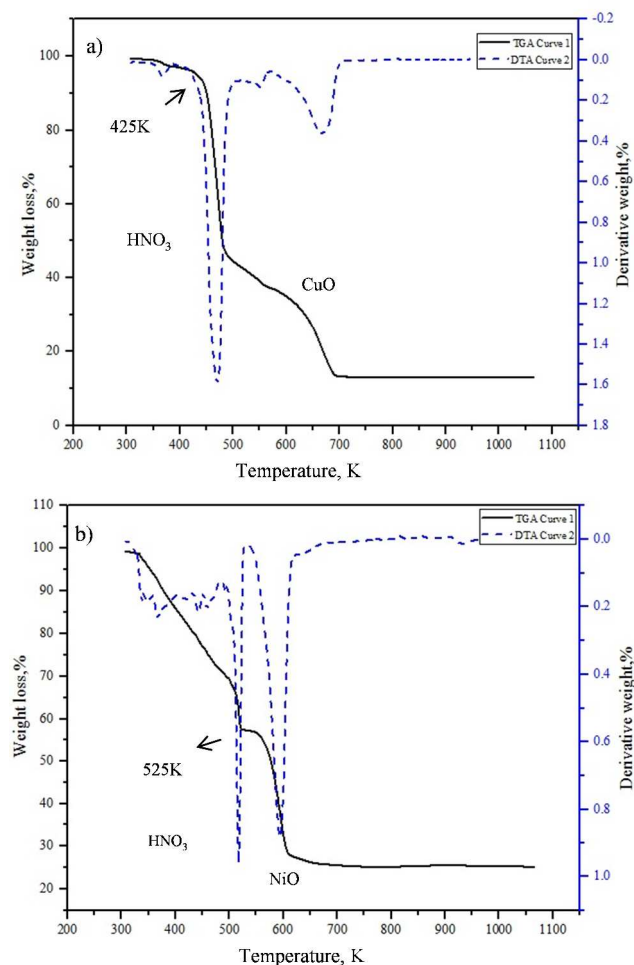 a)
TGA Curve 1
DTA Curve 2
425K
HNO3
CuO
Weight loss,%
100
80
60
40
20
0
Derivative weight,%
-0.2
0.0
0.2
0.4
0.6
0.8
1.0
1.2
1.4
1.6
1.8
200 300 400 500 600 700 800 900 1000 1100
Temperature, K
b)
TGA Curve 1
DTA Curve 2
525K
HNO3
NiO
Weight loss,%
110
100
90
80
70
60
50
40
30
20
Derivative weight,%
0.0
0.2
0.4
0.6
0.8
1.0
200 300 400 500 600 700 800 900 1000 1100
Temperature, K